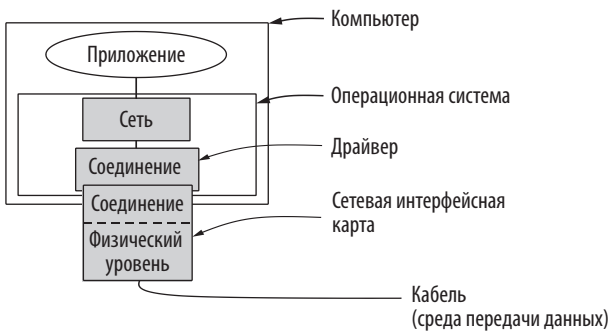 Компьютер
Приложение
Операционная система
Сеть
Драйвер
Соединение
Соединение
Сетевая интерфейсная
карта
Физический
уровень
Кабель
(среда передачи данных)